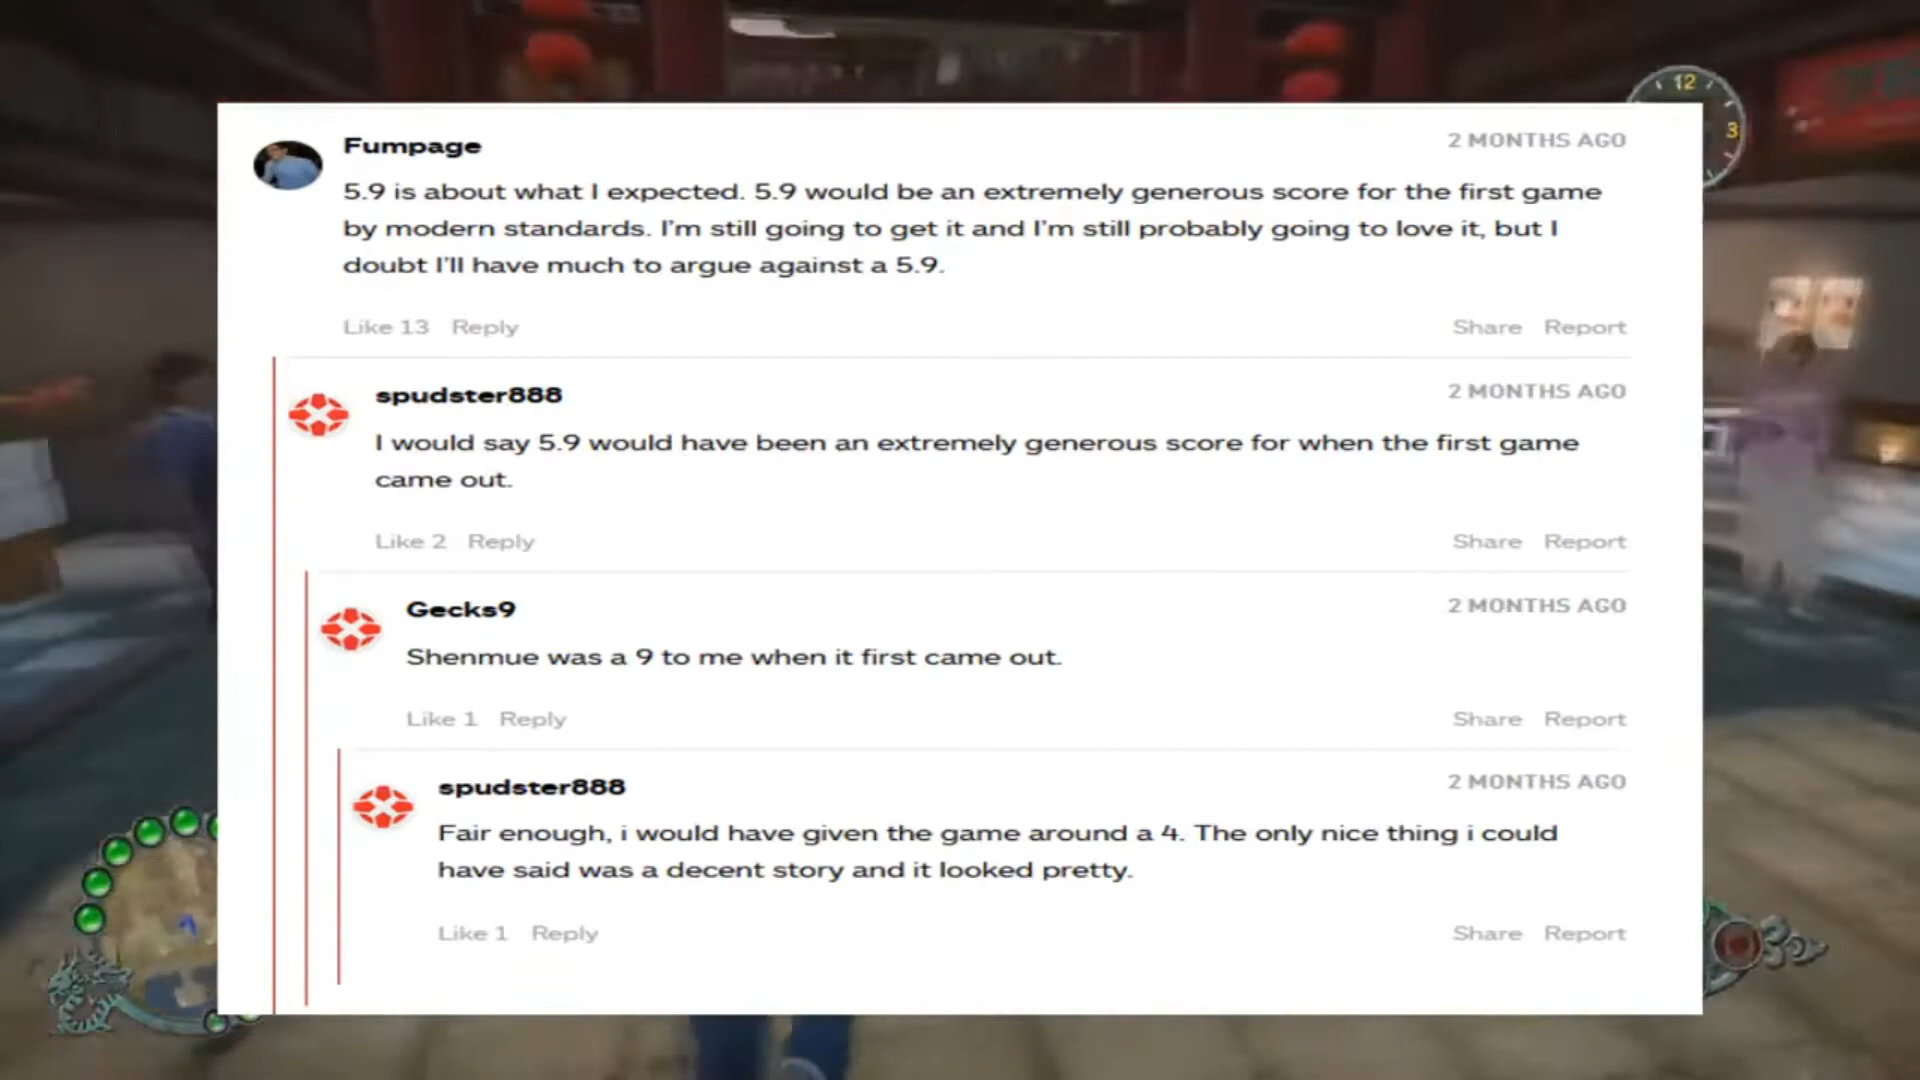 12
3
Fumpage
2 MONTHS AGO
5.9 is about what I expected. 5.9 would be an extremely generous score for the first game
by modern standards. I'm still going to get it and I'm still probably going to love it, but I
doubt I'll have much to argue against a 5.9.
Like 13 Reply Share Report
spudster888
2 MONTHS AGO
I would say 5.9 would have been an extremely generous score for when the first game
came out.
Like 2 Reply Share Report
Gecks9
2 MONTHS AGO
Shenmue was a 9 to me when it first came out.
Like 1 Reply Share Report
spudster888
2 MONTHS AGO
Fair enough, i would have given the game around a 4. The only nice thing i could
have said was a decent story and it looked pretty.
Like 1 Reply Share Report